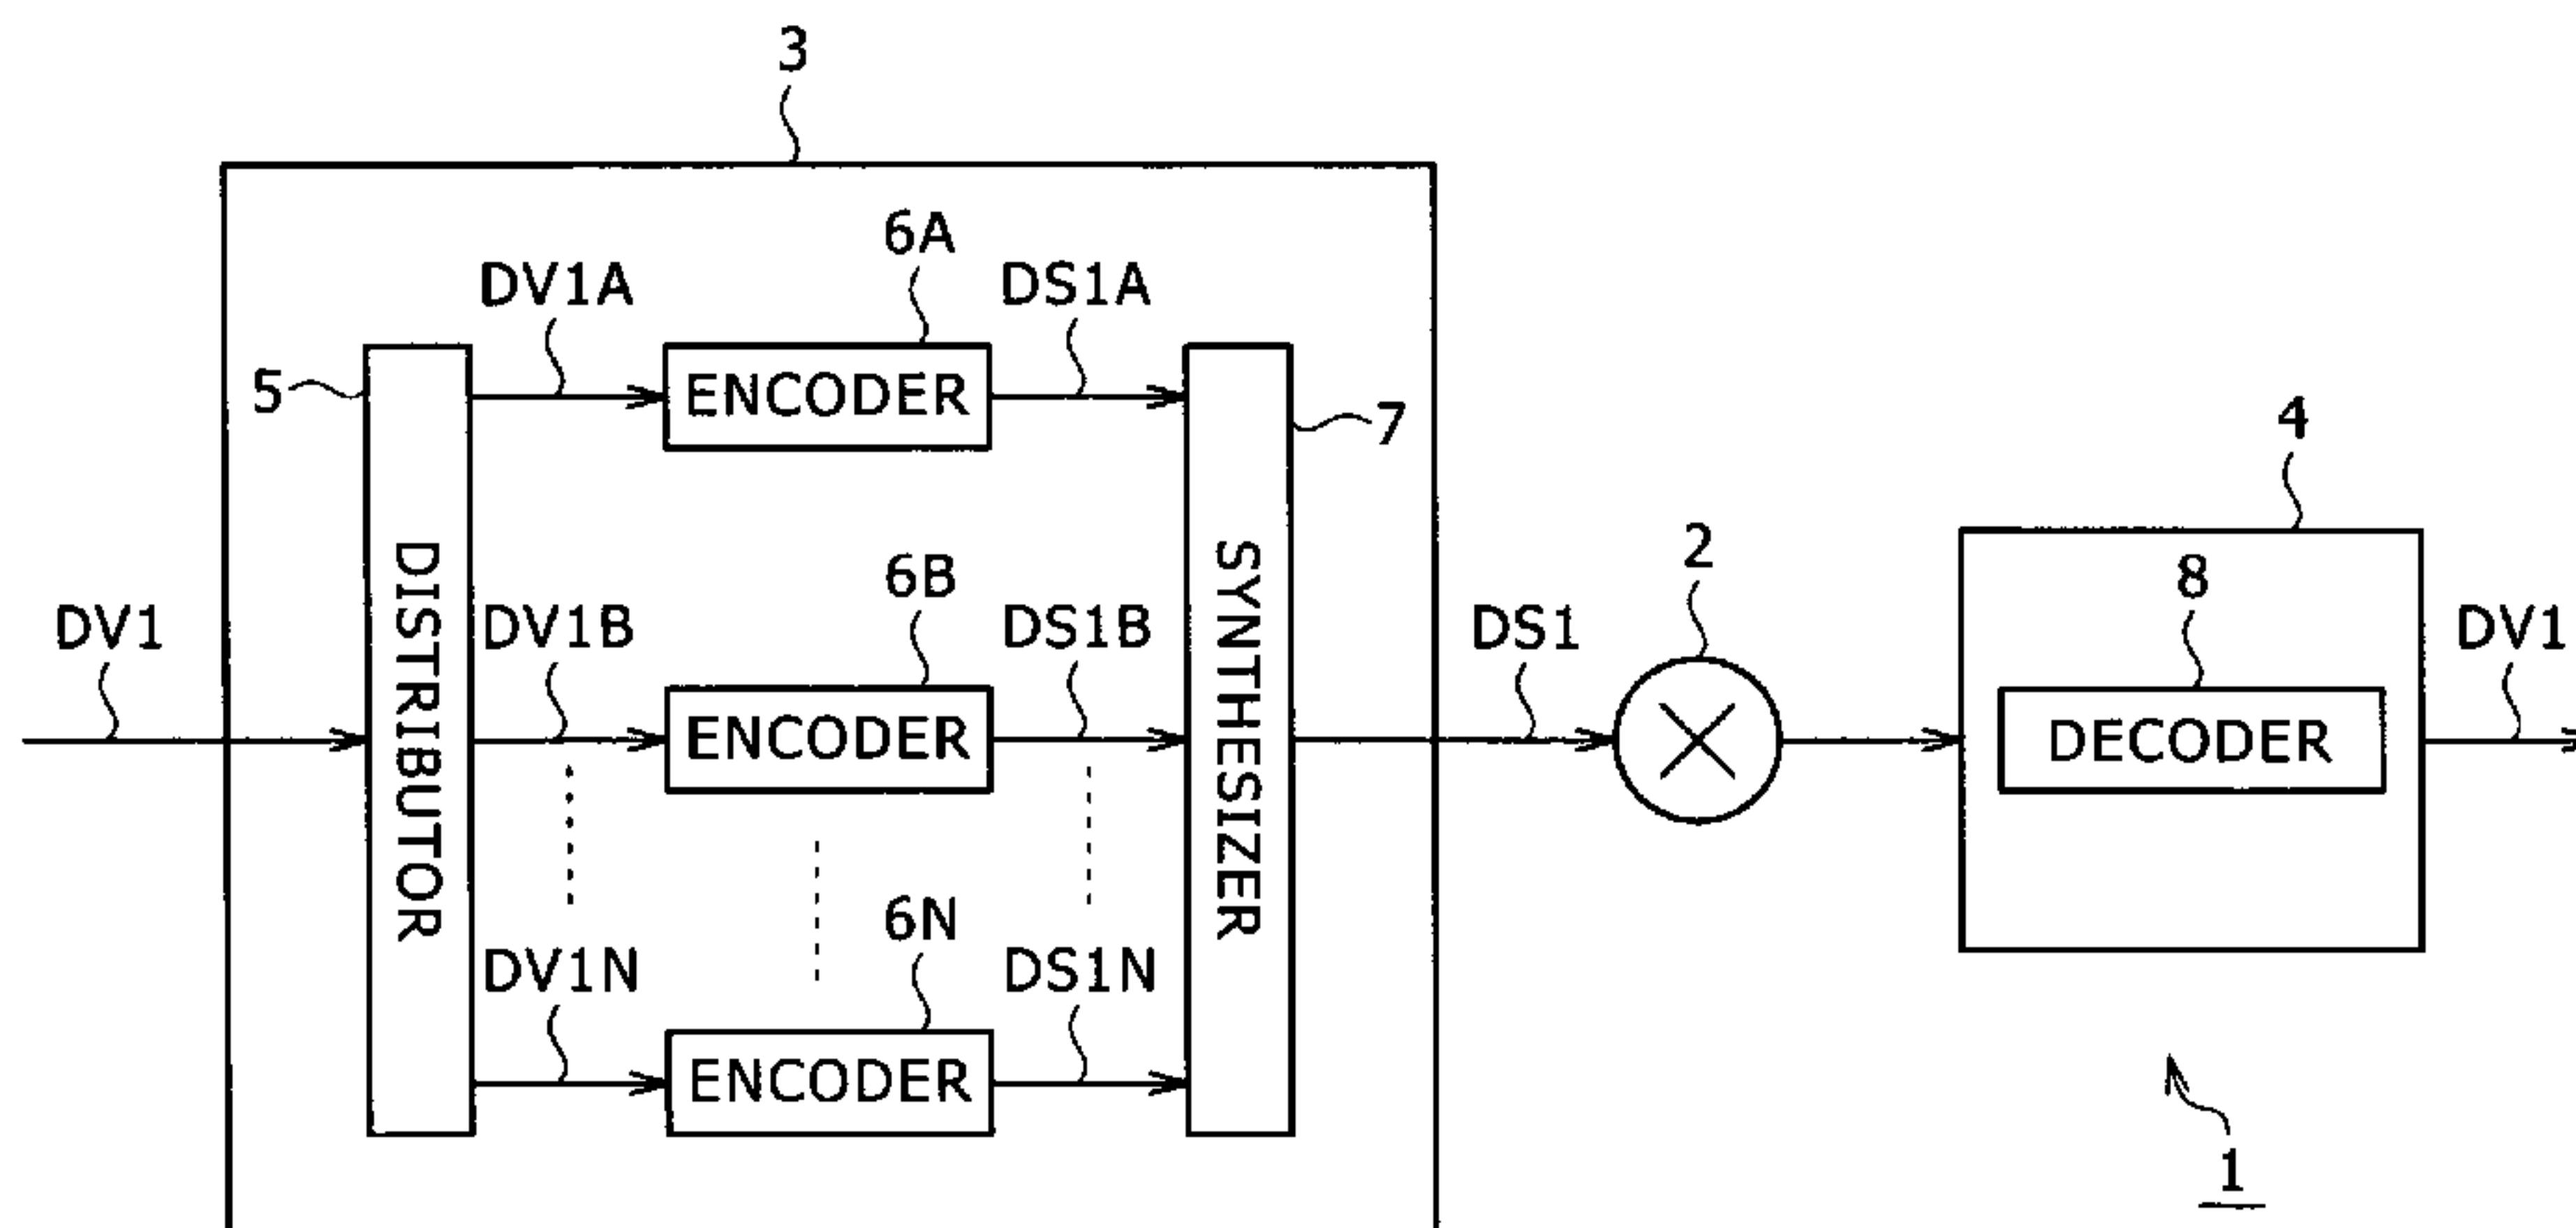 3
6A
DV1A
DS1A
5
ENCODER
7
4
DISTRIBUTOR
SYNTHESIZER
6B
2
8
DV1
DV1B
DS1B
DS1
DV1
ENCODER
DECODER
6N
DV1N
DS1N
ENCODER
1